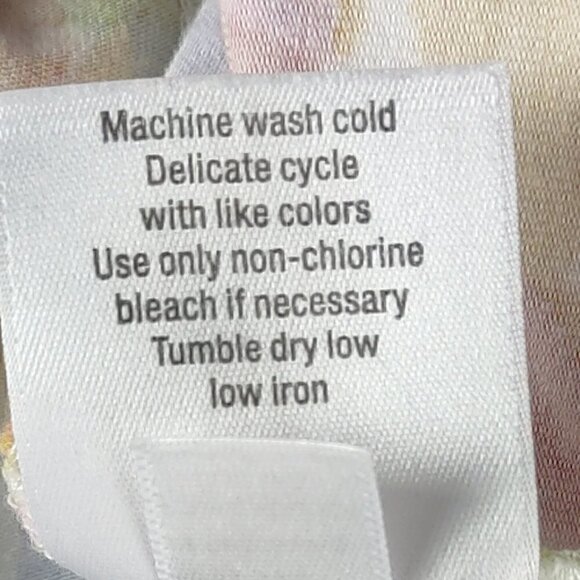 Machine wash cold
Delicate cycle
with like colors
Use only non-chlorine
bleach if necessary
Tumble dry low
low iron